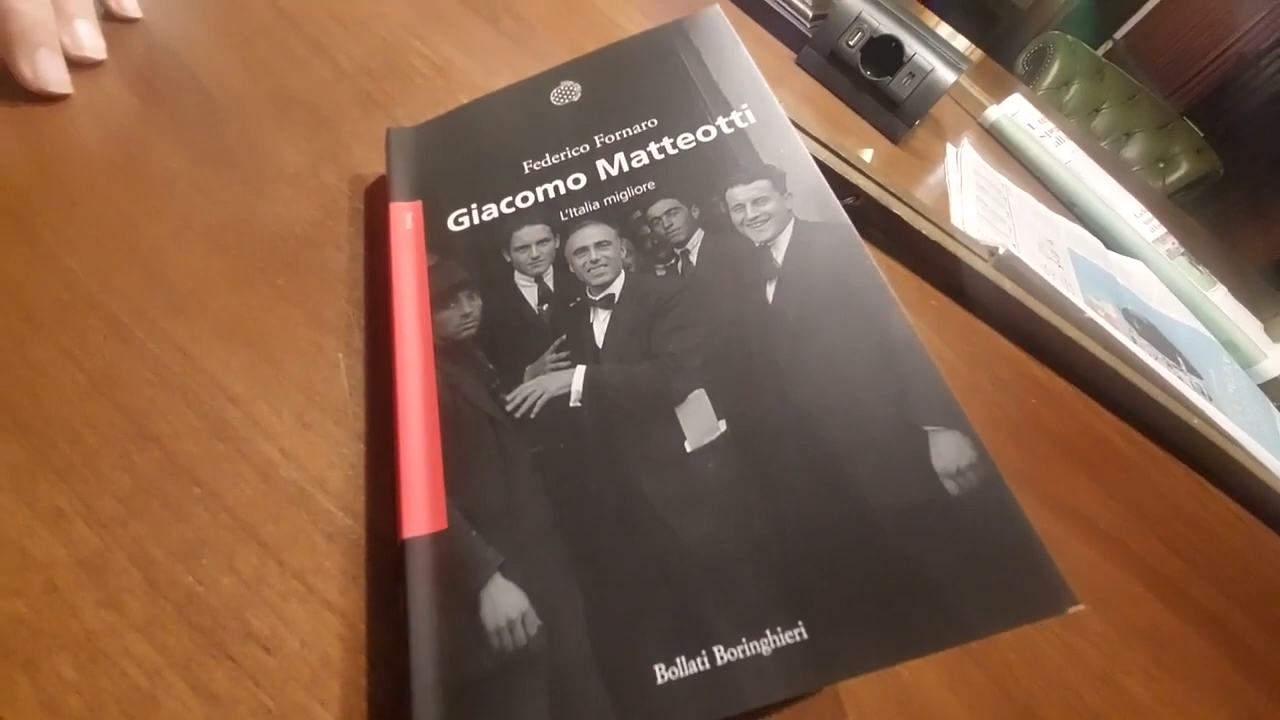 Federico Fornaro
Giacomo Matteotti
L'Italia migliore
Bollati Boringhieri